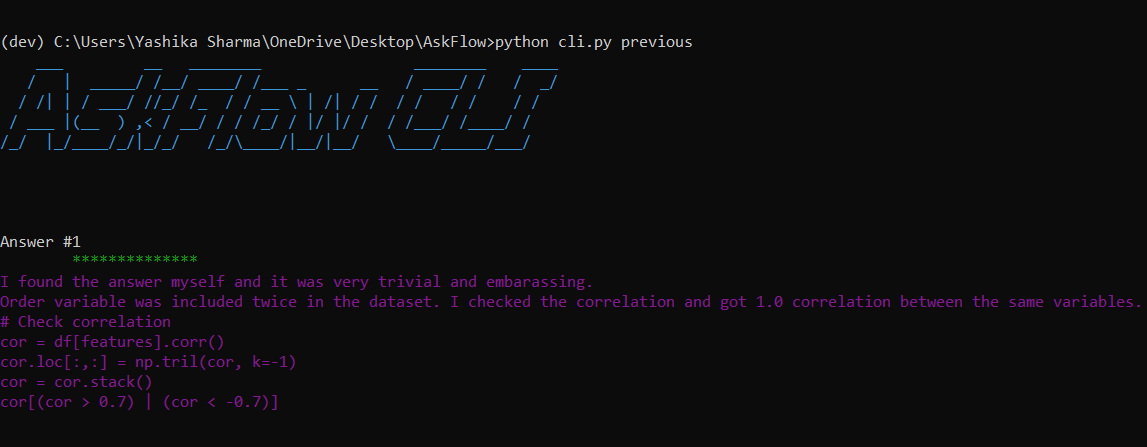 (dev) C:\Users\Yashika Sharma\OneDrive\Desktop\AskFlow>python cli.py previous
AskFlow CLI
Answer #1
**************
I found the answer myself and it was very trivial and embarassing.
Order variable was included twice in the dataset. I checked the correlation and got 1.0 correlation between the same variables.
# Check correlation
cor = df[features].corr()
cor.loc[:,:] = np.tril(cor, k=-1)
cor = cor.stack()
cor[(cor > 0.7) | (cor < -0.7)]